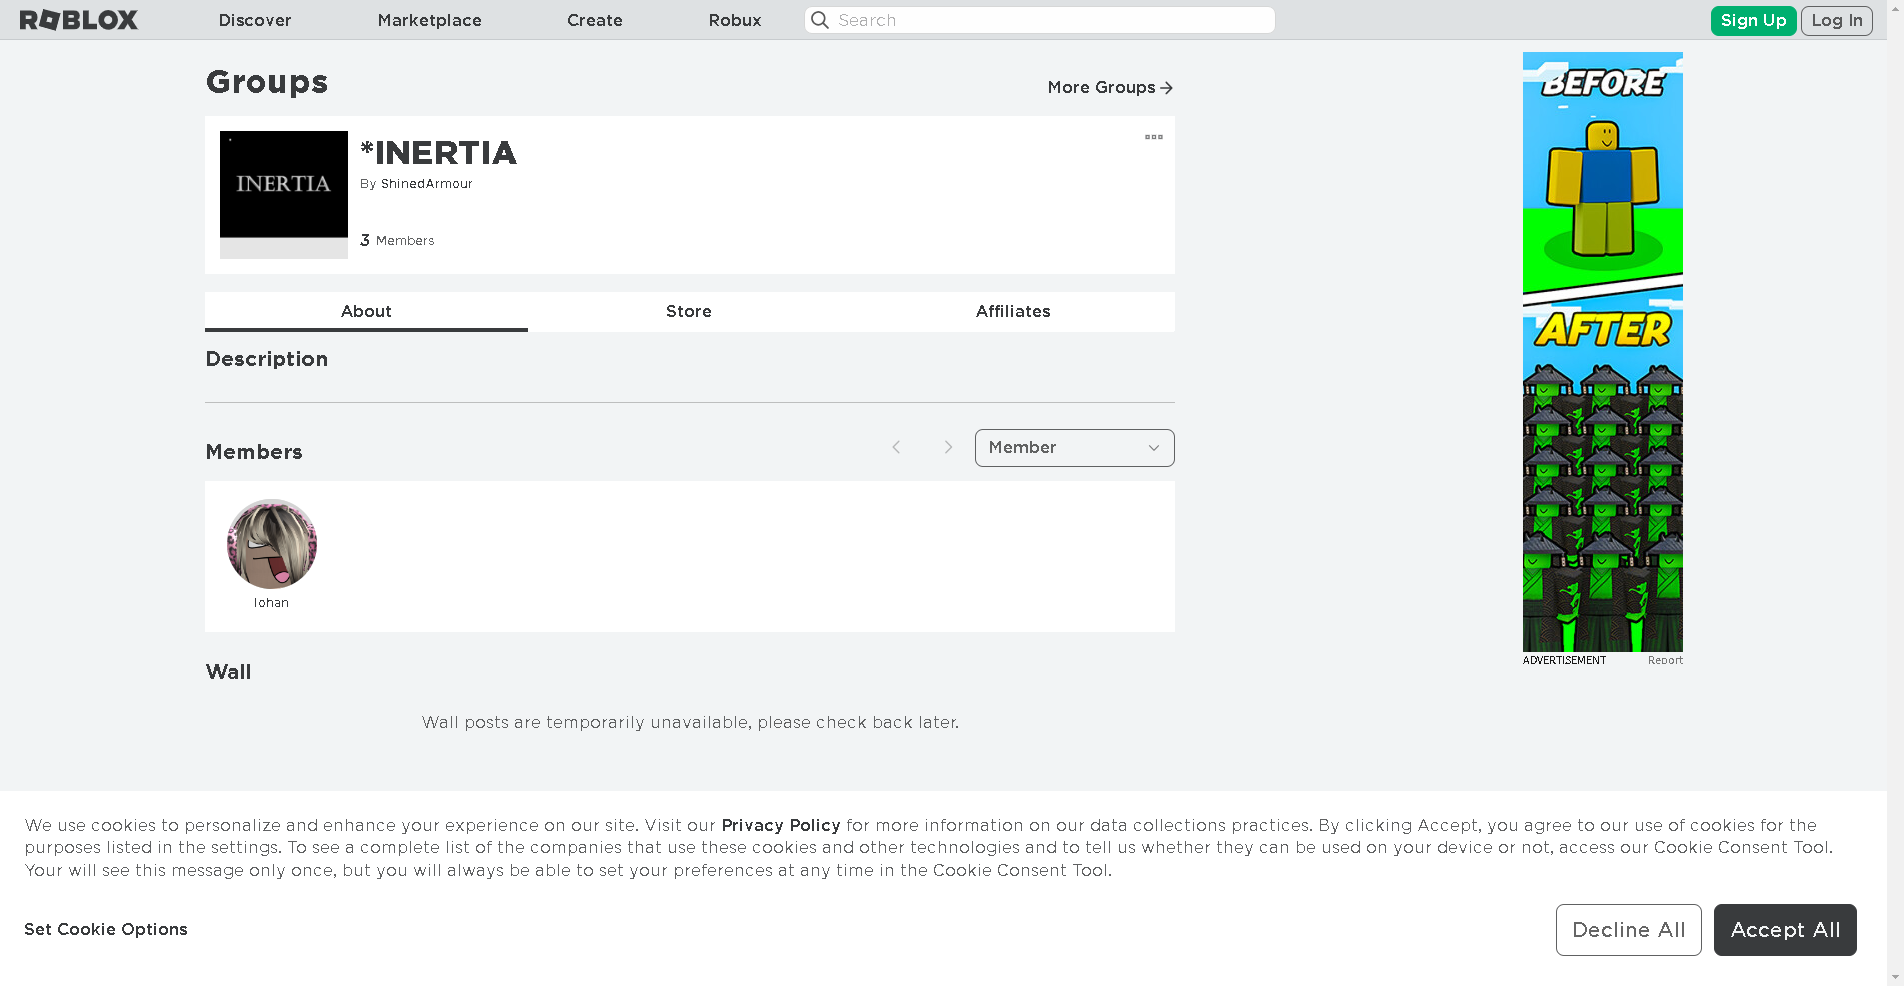 ROBLOX
Discover
Marketplace
Create
Robux
Search
Sign Up
Log In
Groups
More Groups
INERTIA
*INERTIA
By ShinedArmour
3 Members
About
Store
Affiliates
Description
Members
Member
Iohan
Wall
Wall posts are temporarily unavailable, please check back later.
BEFORE
AFTER
ADVERTISEMENT
Report
We use cookies to personalize and enhance your experience on our site. Visit our Privacy Policy for more information on our data collections practices. By clicking Accept, you agree to our use of cookies for the
purposes listed in the settings. To see a complete list of the companies that use these cookies and other technologies and to tell us whether they can be used on your device or not, access our Cookie Consent Tool.
Your will see this message only once, but you will always be able to set your preferences at any time in the Cookie Consent Tool.
Set Cookie Options
Decline All
Accept All